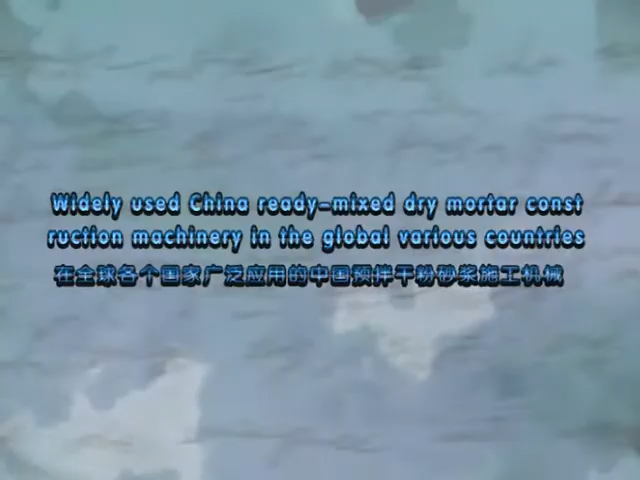 Widely used China ready-mixed dry mortar const
ruction machinery in the global various countries
在全球各个国家广泛应用的中国预拌干粉砂浆施工机械